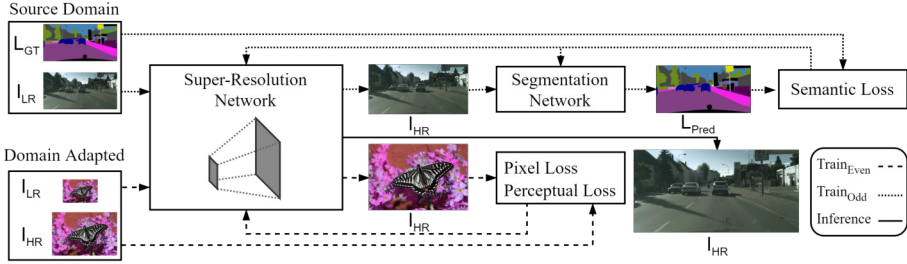 Source Domain
L_GT
I_LR
Super-Resolution
Network
I_HR
Segmentation
Network
L_Pred
Semantic Loss
Domain Adapted
I_LR
I_HR
I_HR
Pixel Loss
Perceptual Loss
I_HR
Train_Even
Train_Odd
Inference